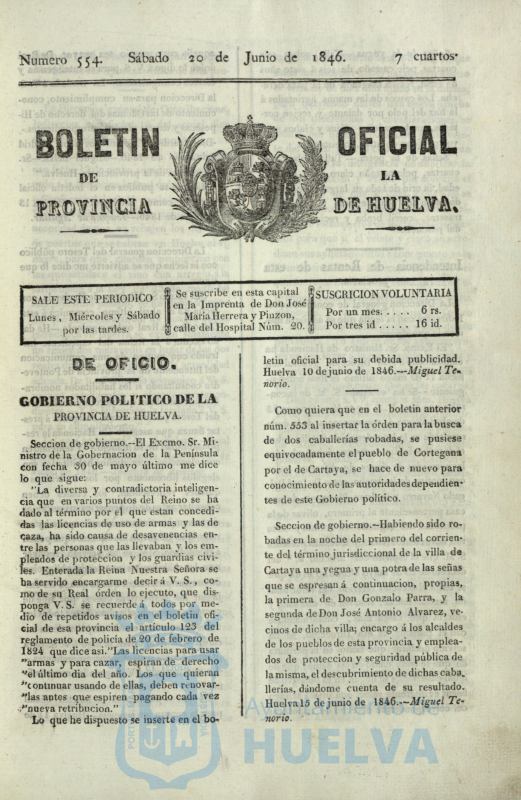 Numero 554. Sábado 20 de Junio de 1846. 7 cuartos.
BOLETIN OFICIAL
DE LA
PROVINCIA DE HUELVA.
SALE ESTE PERIODICO
Lunes, Miércoles y Sábado
por las tardes.
Se suscribe en esta capital
en la Imprenta de Don José
Maria Herrera y Pinzon,
calle del Hospital Núm. 20.
SUSCRICION VOLUNTARIA
Por un mes. . . . . 6 rs.
Por tres id . . . . . 16 id.
DE OFICIO.
GOBIERNO POLITICO DE LA
PROVINCIA DE HUELVA.
Seccion de gobierno.--El Excmo. Sr. Mi-
nistro de la Gobernacion de la Península
con fecha 30 de mayo último me dice
lo que sigue:
"La diversa y contradictoria inteligen-
cia que en varios puntos del Reino se ha
dado al término por el que estan concedi-
das las licencias de uso de armas y las de
caza, ha sido causa de desavenencias en-
tre las personas que las llevaban y los em-
pleados de proteccion y los guardias civi-
les. Enterada la Reina Nuestra Señora se
ha servido encargarme decir á V. S., co-
mo de su Real órden lo ejecuto, que dis-
ponga V. S. se recuerde á todos por me-
dio de repetidos avisos en el boletin ofi-
cial de esa provincia el artículo 123 del
reglamento de policía de 20 de febrero de
1824 que dice asi."Las licencias para usar
"armas y para cazar, espiran de derecho
"el último dia del año. Los que quieran
"continuar usando de ellas, deben renovar-
"las antes que espiren pagando cada vez
"nueva retribucion."
Lo que he dispuesto se inserte en el bo-
letin oficial para su debida publicidad.
Huelva 10 de junio de 1846.--Miguel Te-
norio.
Como quiera que en el boletin anterior
núm. 553 al insertar la órden para la busca
de dos caballerías robadas, se pusiese
equivocadamente el pueblo de Cortegana
por el de Cartaya, se hace de nuevo para
conocimiento de las autoridades dependien-
tes de este Gobierno político.
Seccion de gobierno.--Habiendo sido ro-
badas en la noche del primero del corrien-
te del término jurisdiccional de la villa de
Cartaya una yegua y una potra de las señas
que se espresan á continuacion, propias,
la primera de Don Gonzalo Parra, y la
segunda de Don José Antonio Alvarez, ve-
cinos de dicha villa; encargo á los alcaldes
de los pueblos de esta provincia y emplea-
dos de proteccion y seguridad pública de
la misma, el descubrimiento de dichas caba-
llerías, dándome cuenta de su resultado.
Huelva 15 de junio de 1846.--Miguel Te-
norio.
Ayuntamiento de
HUELVA